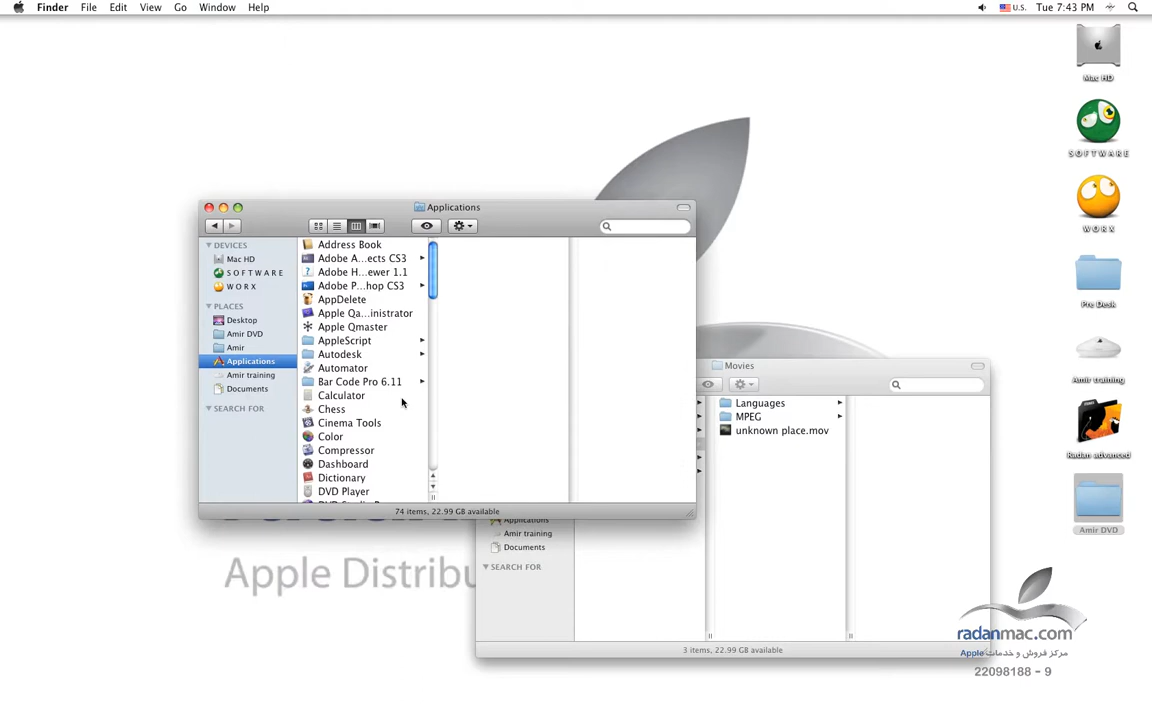 Finder File Edit View Go Window Help
U.S. Tue 7:43 PM
Mac HD
S O F T W A R E
W O R X
Pre Desk
Amir training
Radan advanced
Amir DVD
Applications
DEVICES
Mac HD
S O F T W A R E
W O R X
PLACES
Desktop
Amir DVD
Amir
Applications
Amir training
Documents
SEARCH FOR
Address Book
Adobe A...ects CS3
Adobe H...ewer 1.1
Adobe P...hop CS3
AppDelete
Apple Qa...inistrator
Apple Qmaster
AppleScript
Autodesk
Automator
Bar Code Pro 6.11
Calculator
Chess
Cinema Tools
Color
Compressor
Dashboard
Dictionary
DVD Player
74 items, 22.99 GB available
Movies
Languages
MPEG
unknown place.mov
Applications
Amir training
Documents
SEARCH FOR
3 items, 22.99 GB available
Apple Distribu
radanmac.com
مرکز فروش و خدمات Apple
22098188 - 9